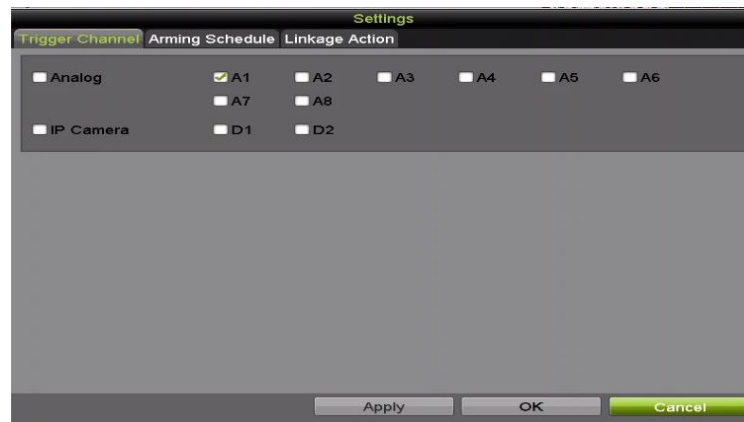 Settings
Trigger Channel Arming Schedule Linkage Action
Analog A1 A2 A3 A4 A5 A6
A7 A8
IP Camera D1 D2
Apply OK Cancel